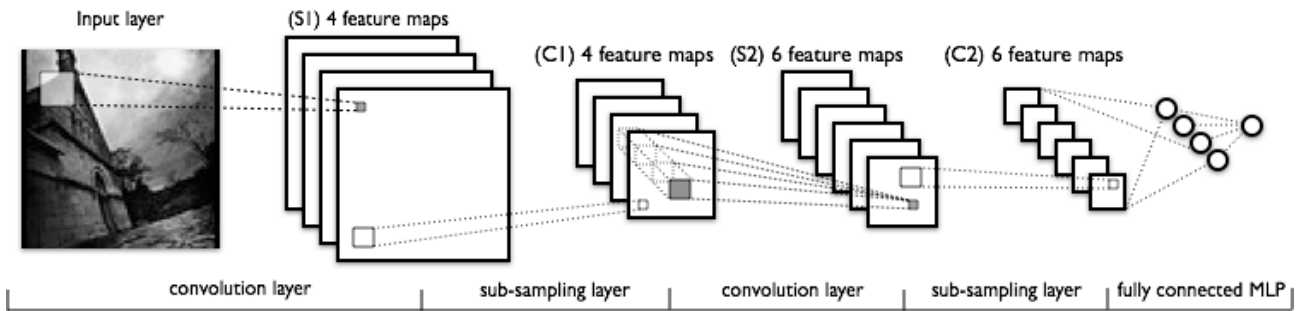 Input layer
(S1) 4 feature maps
(C1) 4 feature maps
(S2) 6 feature maps
(C2) 6 feature maps
convolution layer
sub-sampling layer
convolution layer
sub-sampling layer
fully connected MLP